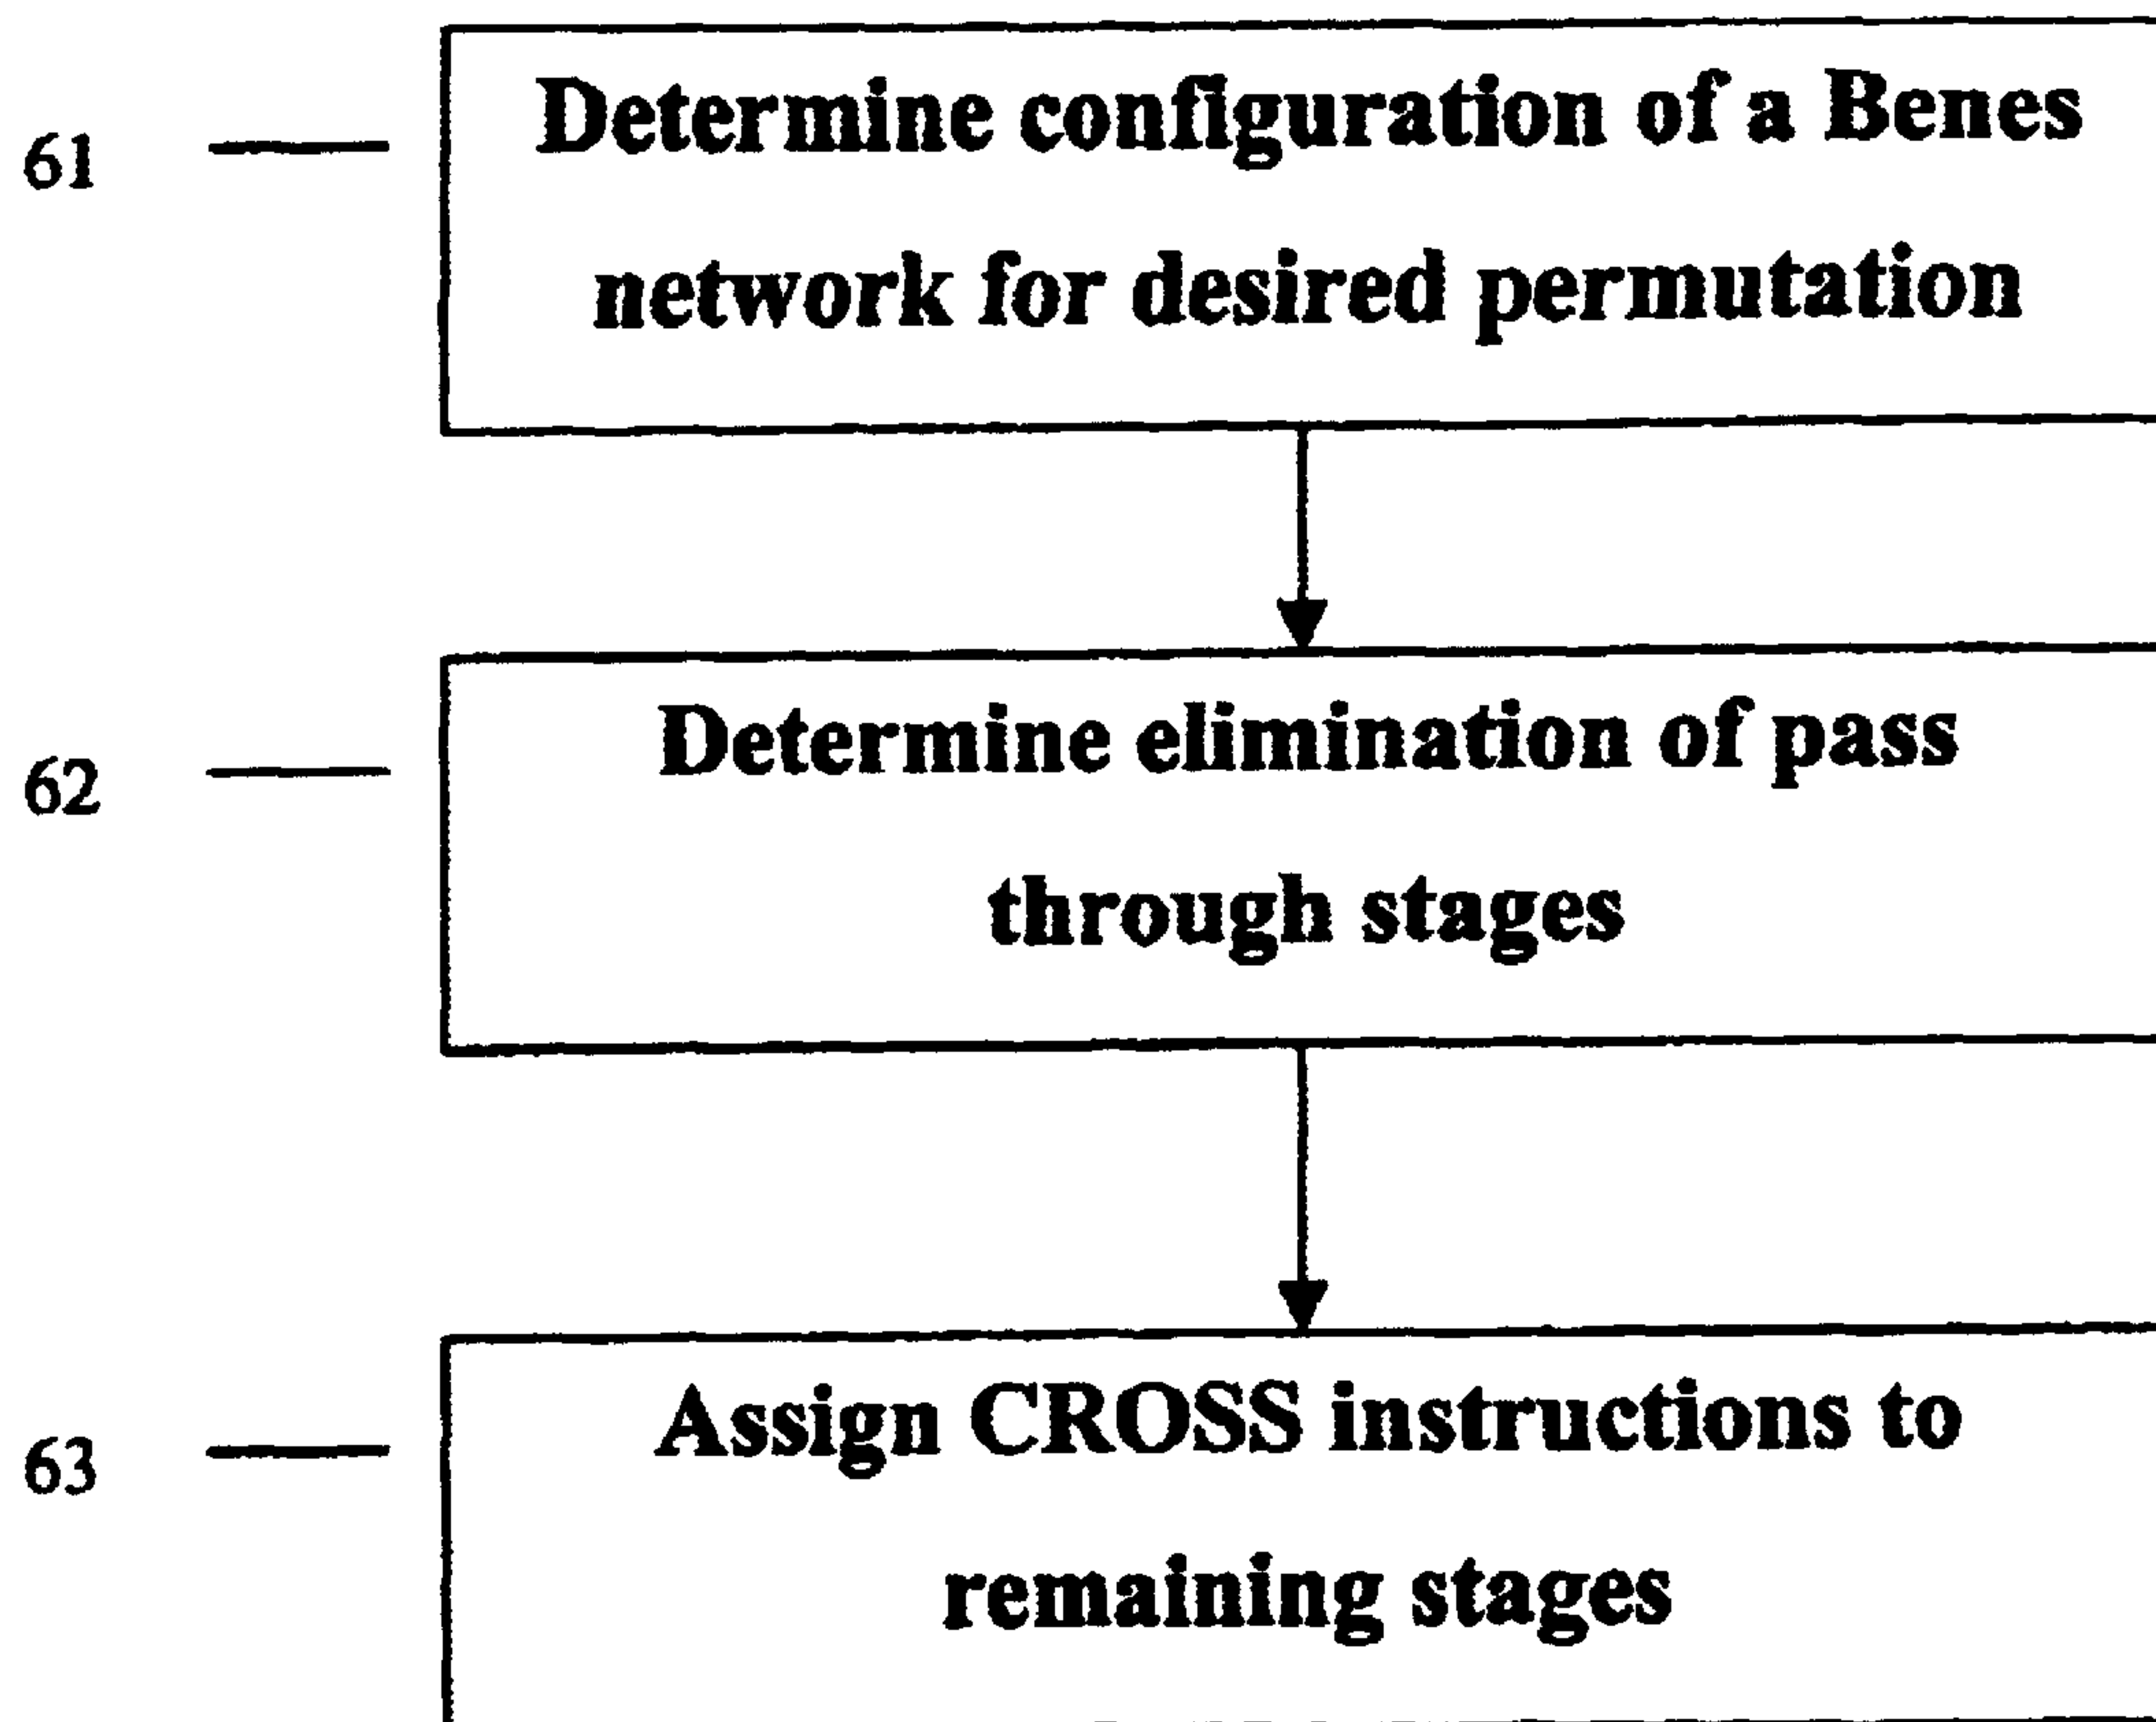 61
Determine configuration of a Benes
network for desired permutation
62
Determine elimination of pass
through stages
63
Assign CROSS instructions to
remaining stages